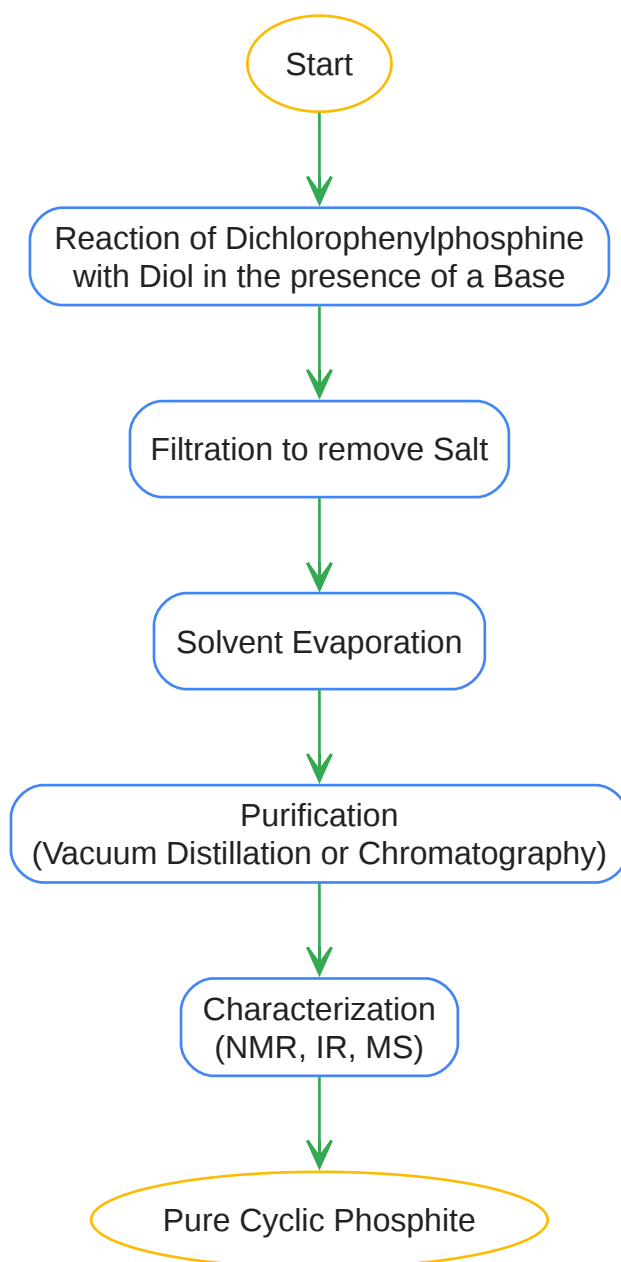 Start
Reaction of Dichlorophenylphosphine
with Diol in the presence of a Base
Filtration to remove Salt
Solvent Evaporation
Purification
(Vacuum Distillation or Chromatography)
Characterization
(NMR, IR, MS)
Pure Cyclic Phosphite